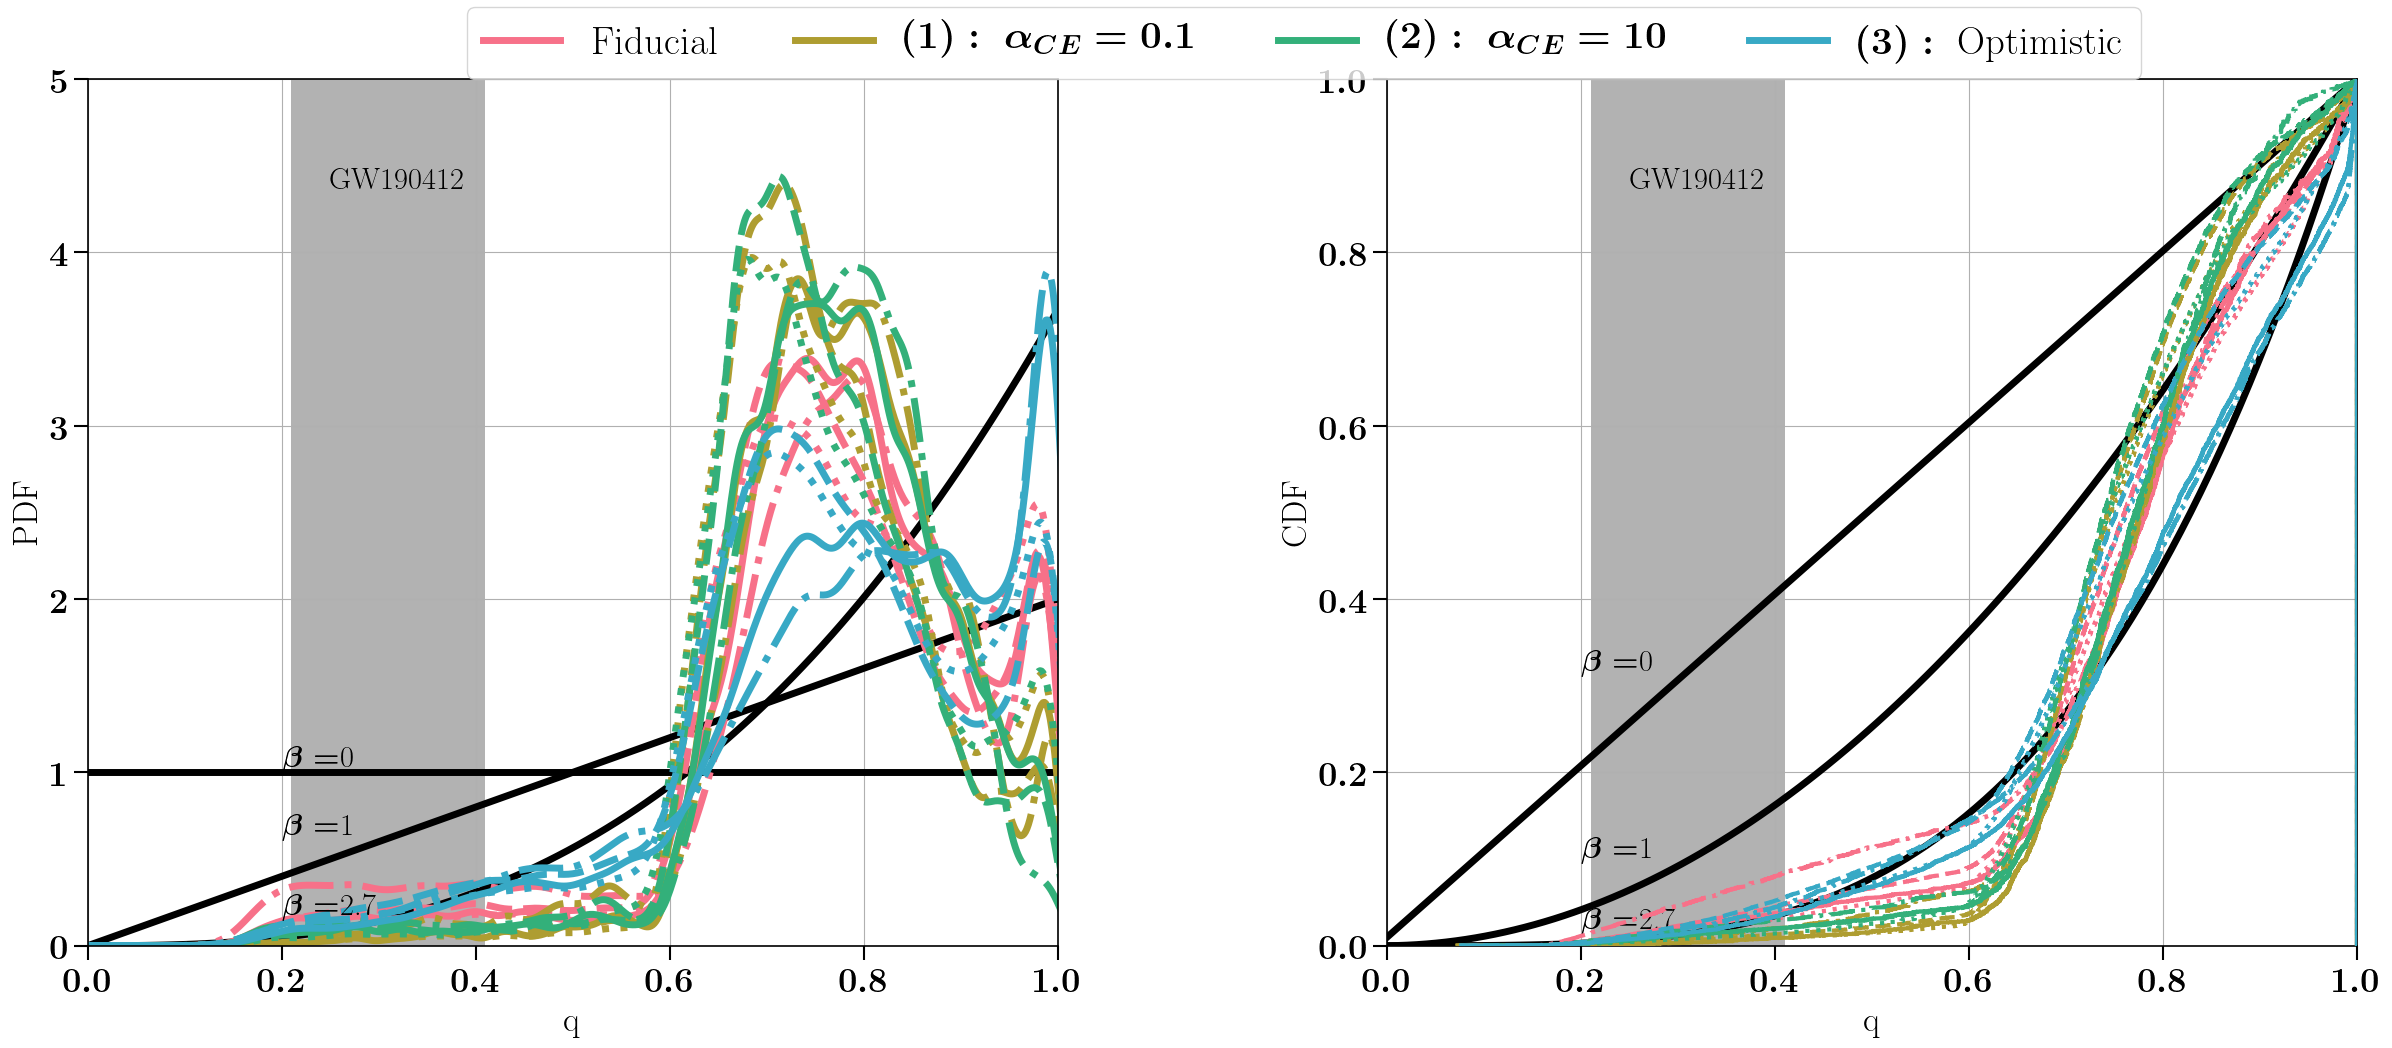 Fiducial (1) : α_CE = 0.1 (2) : α_CE = 10 (3) : Optimistic
5
4
3
2
1
0
PDF
GW190412
β =0
β =1
β =2.7
0.0 0.2 0.4 0.6 0.8 1.0
q
1.0
0.8
0.6
0.4
0.2
0.0
CDF
GW190412
β =0
β =1
β =2.7
0.0 0.2 0.4 0.6 0.8 1.0
q